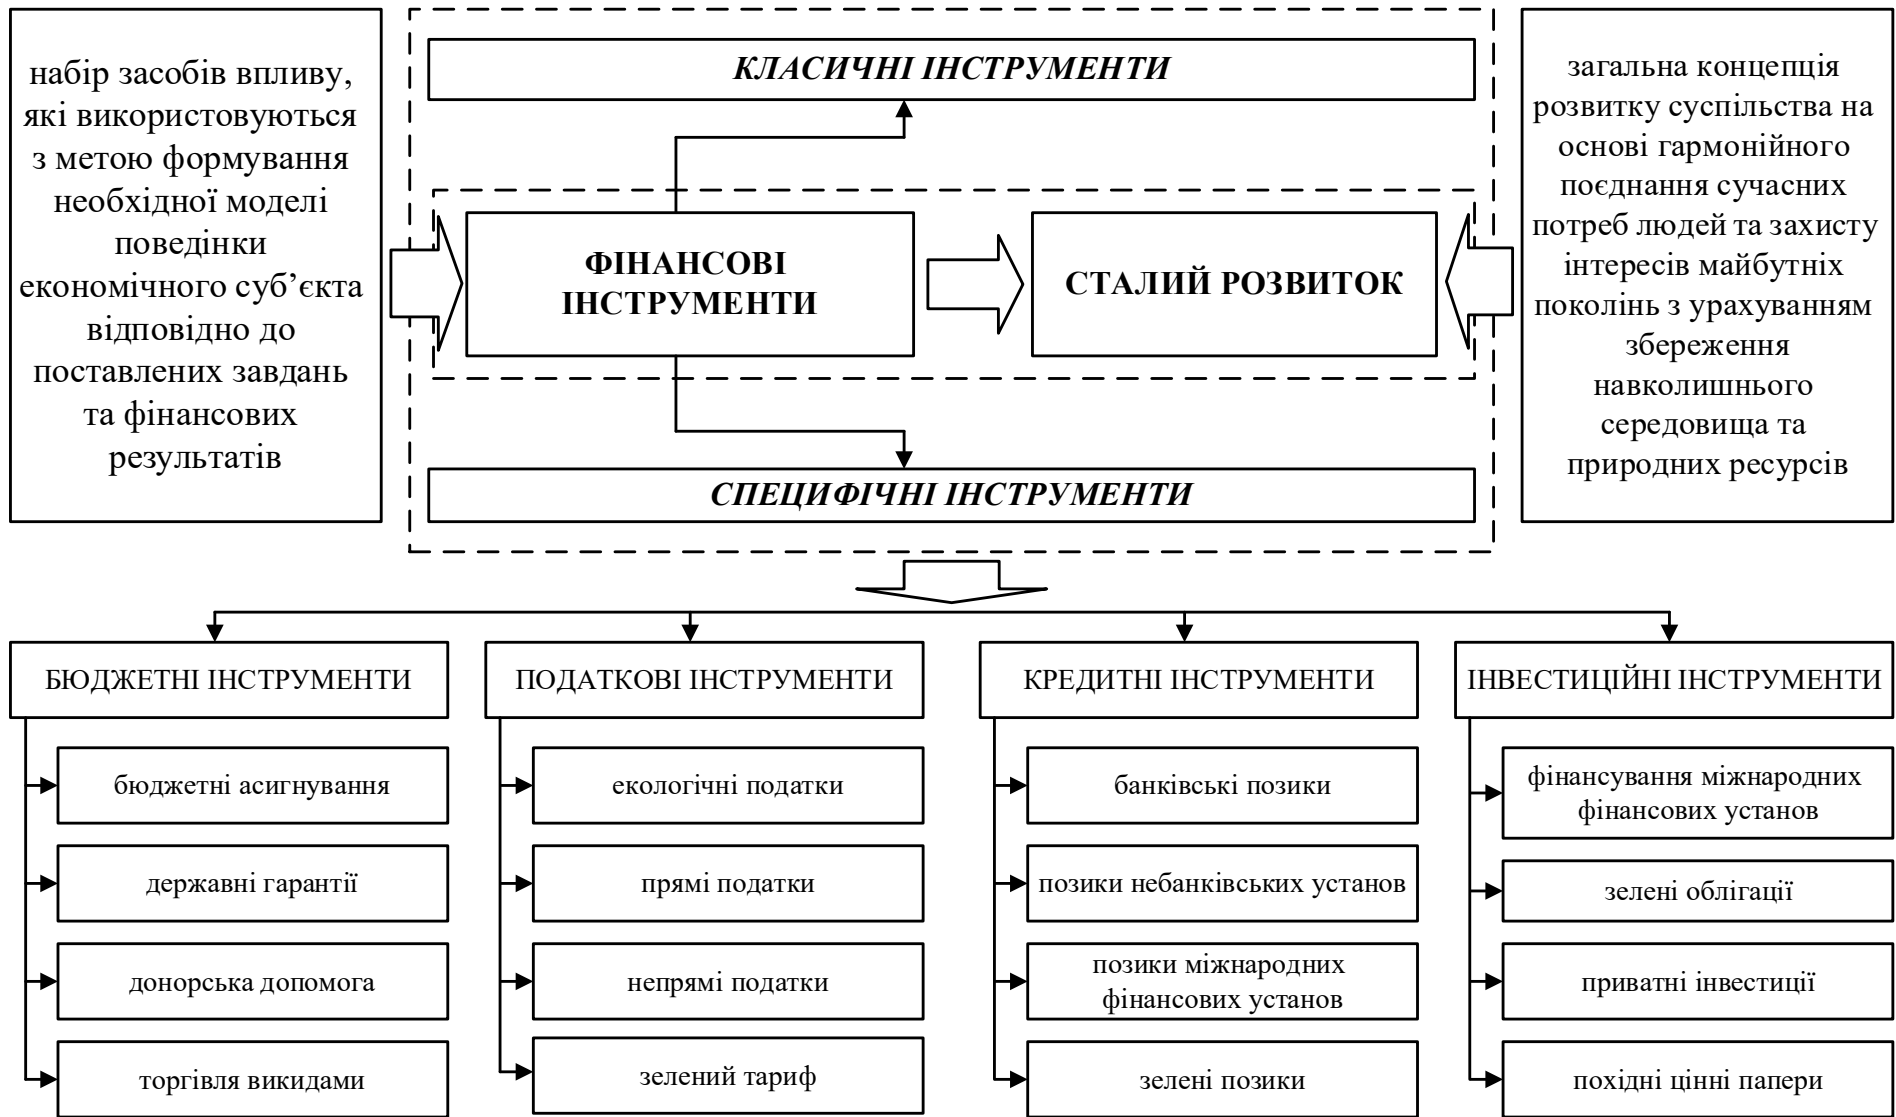 набір засобів впливу,
які використовуються
з метою формування
необхідної моделі
поведінки
економічного суб’єкта
відповідно до
поставлених завдань
та фінансових
результатів
КЛАСИЧНІ ІНСТРУМЕНТИ
ФІНАНСОВІ
ІНСТРУМЕНТИ
СТАЛИЙ РОЗВИТОК
СПЕЦИФІЧНІ ІНСТРУМЕНТИ
загальна концепція
розвитку суспільства на
основі гармонійного
поєднання сучасних
потреб людей та захисту
інтересів майбутніх
поколінь з урахуванням
збереження
навколишнього
середовища та
природних ресурсів
БЮДЖЕТНІ ІНСТРУМЕНТИ
бюджетні асигнування
державні гарантії
донорська допомога
торгівля викидами
ПОДАТКОВІ ІНСТРУМЕНТИ
екологічні податки
прямі податки
непрямі податки
зелений тариф
КРЕДИТНІ ІНСТРУМЕНТИ
банківські позики
позики небанківських установ
позики міжнародних
фінансових установ
зелені позики
ІНВЕСТИЦІЙНІ ІНСТРУМЕНТИ
фінансування міжнародних
фінансових установ
зелені облігації
приватні інвестиції
похідні цінні папери